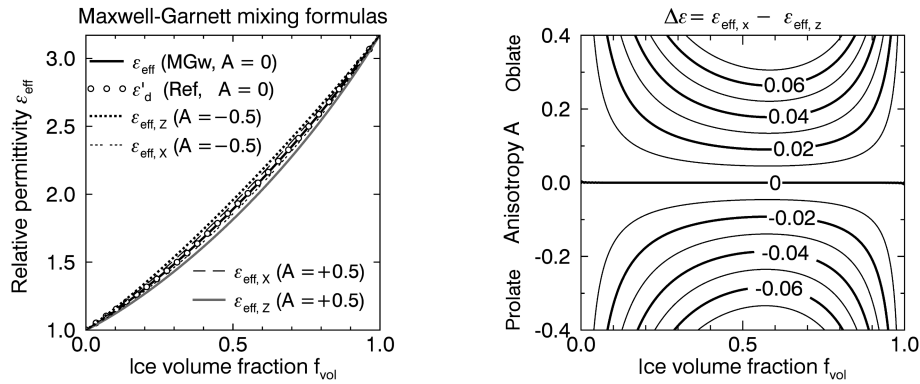 Maxwell-Garnett mixing formulas
Relative permittivity ε_eff
3.0
2.5
2.0
1.5
1.0
ε_eff (MGw, A = 0)
ε'_d (Ref, A = 0)
ε_eff, Z (A = −0.5)
ε_eff, X (A = −0.5)
ε_eff, X (A = +0.5)
ε_eff, Z (A = +0.5)
0.0
0.5
1.0
Ice volume fraction f_vol
Δε = ε_eff, x − ε_eff, z
Prolate Anisotropy A Oblate
0.4
0.2
0.0
-0.2
-0.4
0.06
0.04
0.02
0
-0.02
-0.04
-0.06
0.0
0.5
1.0
Ice volume fraction f_vol